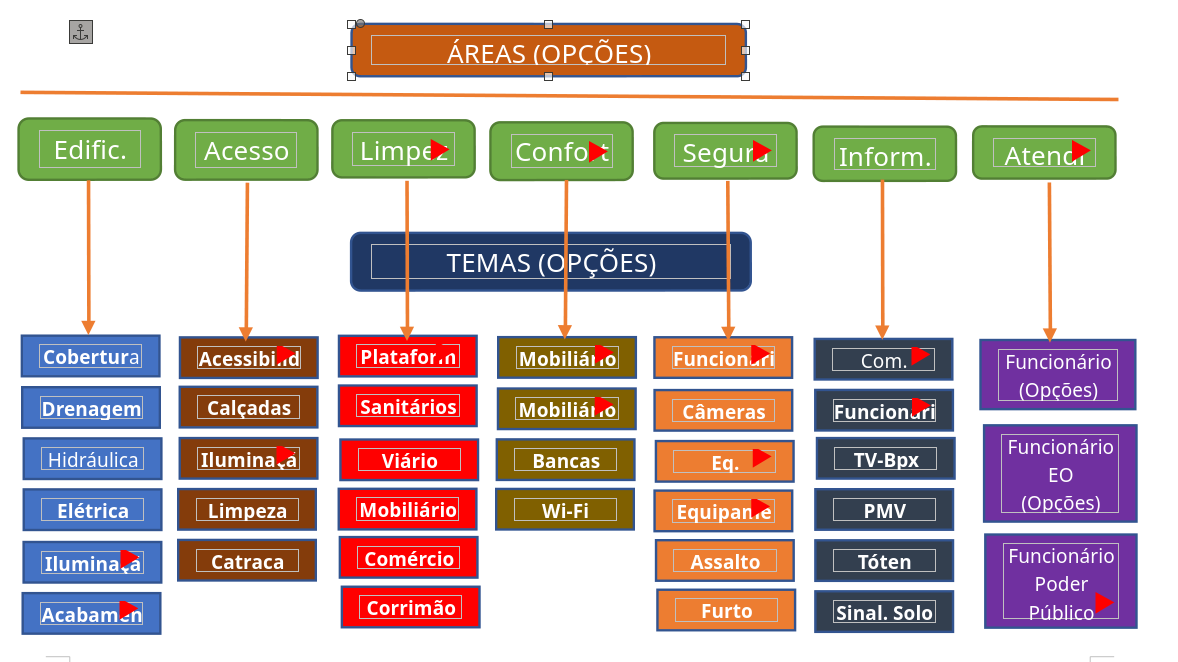 ÁREAS (OPÇÕES)
Edific.
Acesso
Limpez
Confort
Segura
Inform.
Atendi
TEMAS (OPÇÕES)
Cobertura
Drenagem
Hidráulica
Elétrica
Iluminaçã
Acabamen
Acessibilid
Calçadas
Iluminaçã
Limpeza
Catraca
Plataform
Sanitários
Viário
Mobiliário
Comércio
Corrimão
Mobiliário
Mobiliário
Bancas
Wi-Fi
Funcionári
Câmeras
Eq.
Equipame
Assalto
Furto
Com.
Funcionári
TV-Bpx
PMV
Tóten
Sinal. Solo
Funcionário
(Opções)
Funcionário
EO
(Opções)
Funcionário
Poder
Público